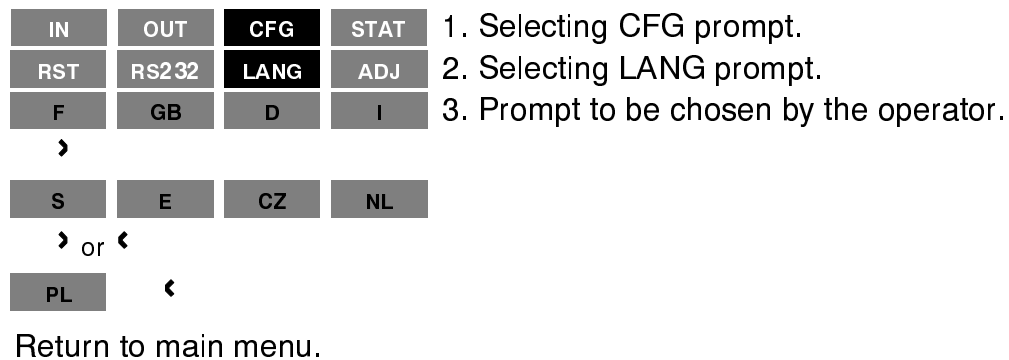 IN OUT CFG STAT 1. Selecting CFG prompt.
RST RS232 LANG ADJ 2. Selecting LANG prompt.
F GB D I 3. Prompt to be chosen by the operator.
›
S E CZ NL
› or ‹
PL ‹
Return to main menu.